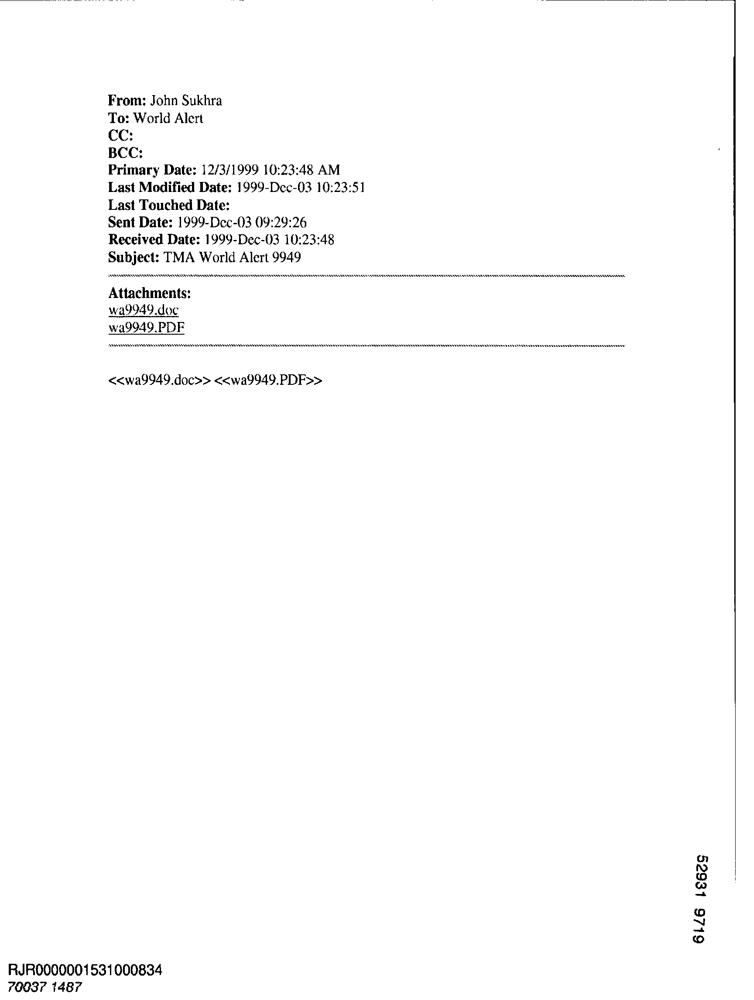 From: John Sukhra
To: World Alert
CC:
BCC:
Primary Date: 12/3/1999 10:23:48 AM
Last Modified Date: 1999-Dec-03 10:23:51
Last Touched Date:
Sent Date: 1999-Dec-03 09:29:26
Received Date: 1999-Dec-03 10:23:48
Subject: TMA World Alert 9949
Attachments:
wa9949.doc
wa9949.PDF
<<wa9949.doc>> <<wa9949.PDF>>
52931 9719
RJR0000001531000834
70037 1487